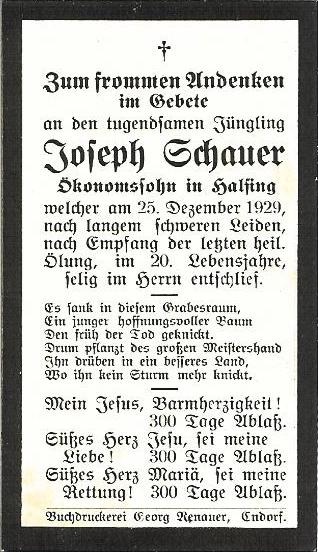 †
Zum frommen Andenken
im Gebete
an den tugendsamen Jüngling
Joseph Schauer
Ökonomssohn in Halfing
welcher am 25. Dezember 1929,
nach langem schweren Leiden,
nach Empfang der letzten heil.
Ölung, im 20. Lebensjahre,
selig im Herrn entschlief.
Es sank in diesem Grabesraum,
Ein junger hoffnungsvoller Baum
Den früh der Tod geknickt.
Drum pflanzt des großen Meistershand
Ihn drüben in ein besseres Land,
Wo ihn kein Sturm mehr knickt.
Mein Jesus, Barmherzigkeit!
300 Tage Ablaß.
Süßes Herz Jesu, sei meine
Liebe! 300 Tage Ablaß.
Süßes Herz Mariä, sei meine
Rettung! 300 Tage Ablaß.
Buchdruckerei Georg Renauer, Endorf.